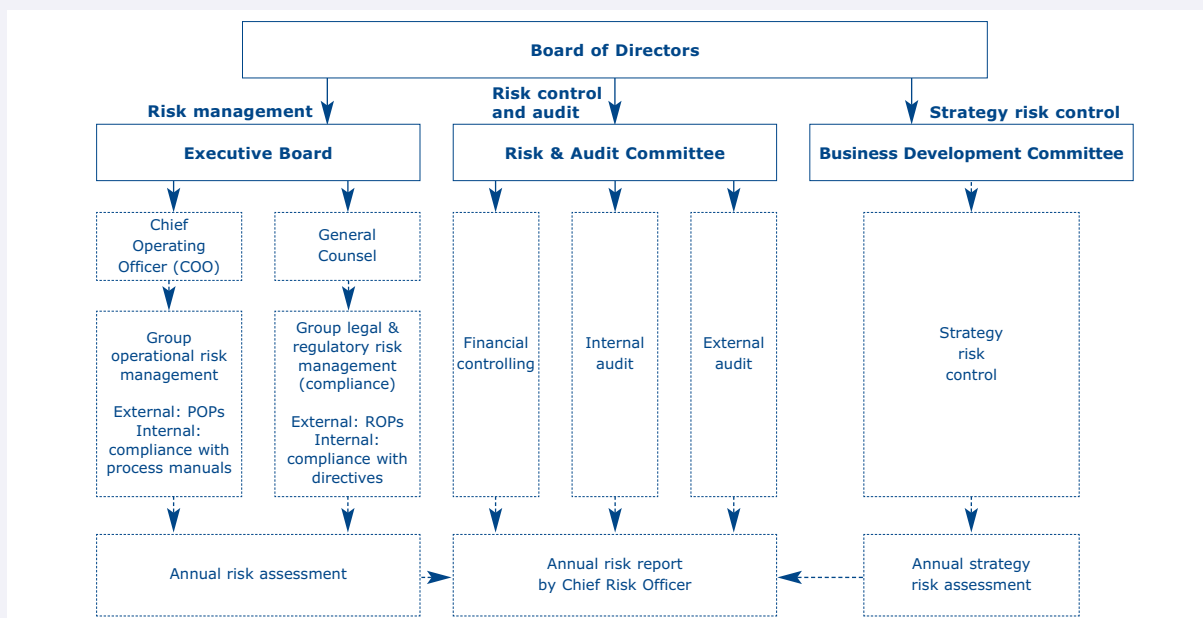 Board of Directors
Risk management
Risk control
and audit
Strategy risk control
Executive Board
Risk & Audit Committee
Business Development Committee
Chief
Operating
Officer (COO)
General
Counsel
Group
operational risk
management
External: POPs
Internal:
compliance with
process manuals
Group legal &
regulatory risk
management
(compliance)
External: ROPs
Internal:
compliance with
directives
Financial
controlling
Internal
audit
External
audit
Strategy
risk
control
Annual risk assessment
Annual risk report
by Chief Risk Officer
Annual strategy
risk assessment